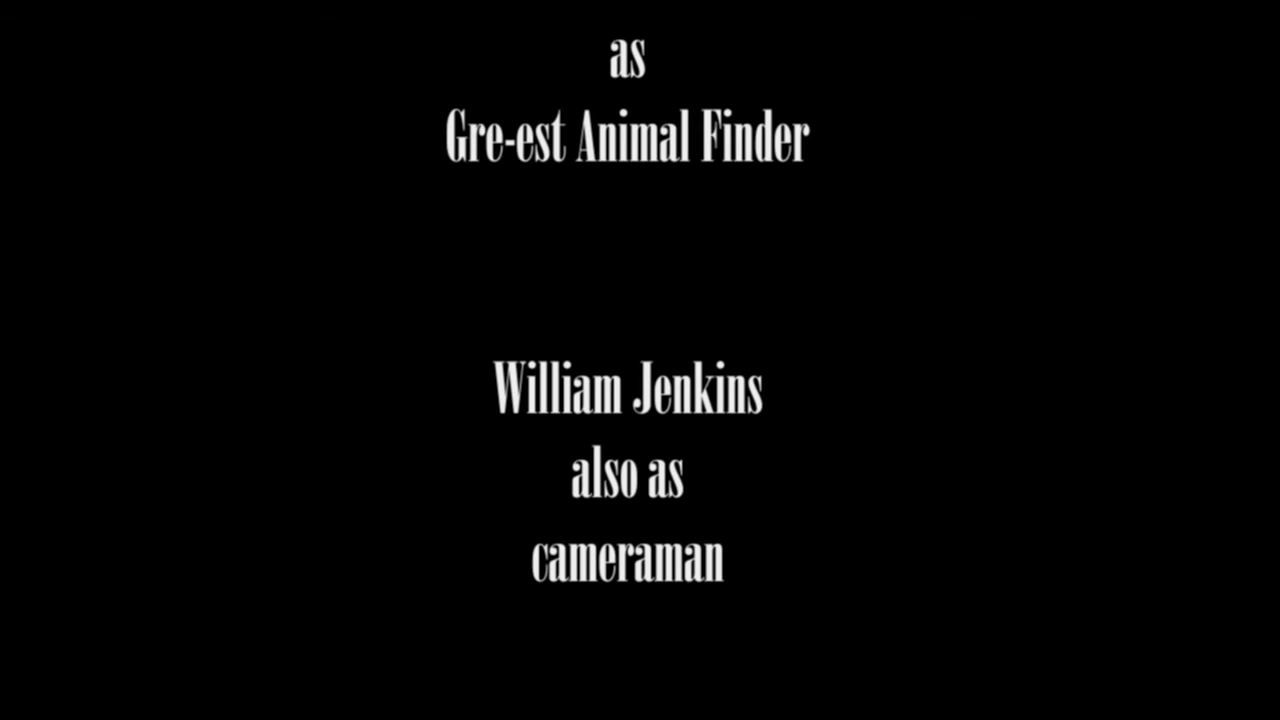 as
Gre-est Animal Finder
William Jenkins
also as
cameraman